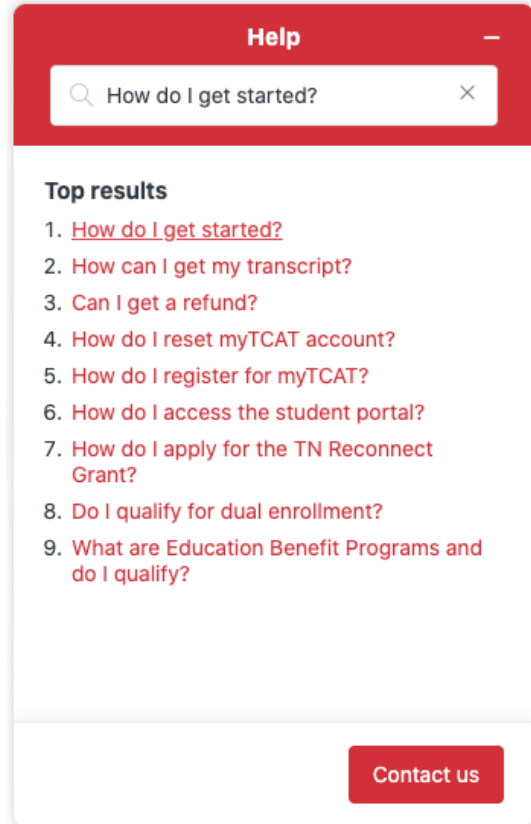 Help
How do I get started?
Top results
1. How do I get started?
2. How can I get my transcript?
3. Can I get a refund?
4. How do I reset myTCAT account?
5. How do I register for myTCAT?
6. How do I access the student portal?
7. How do I apply for the TN Reconnect
Grant?
8. Do I qualify for dual enrollment?
9. What are Education Benefit Programs and
do I qualify?
Contact us